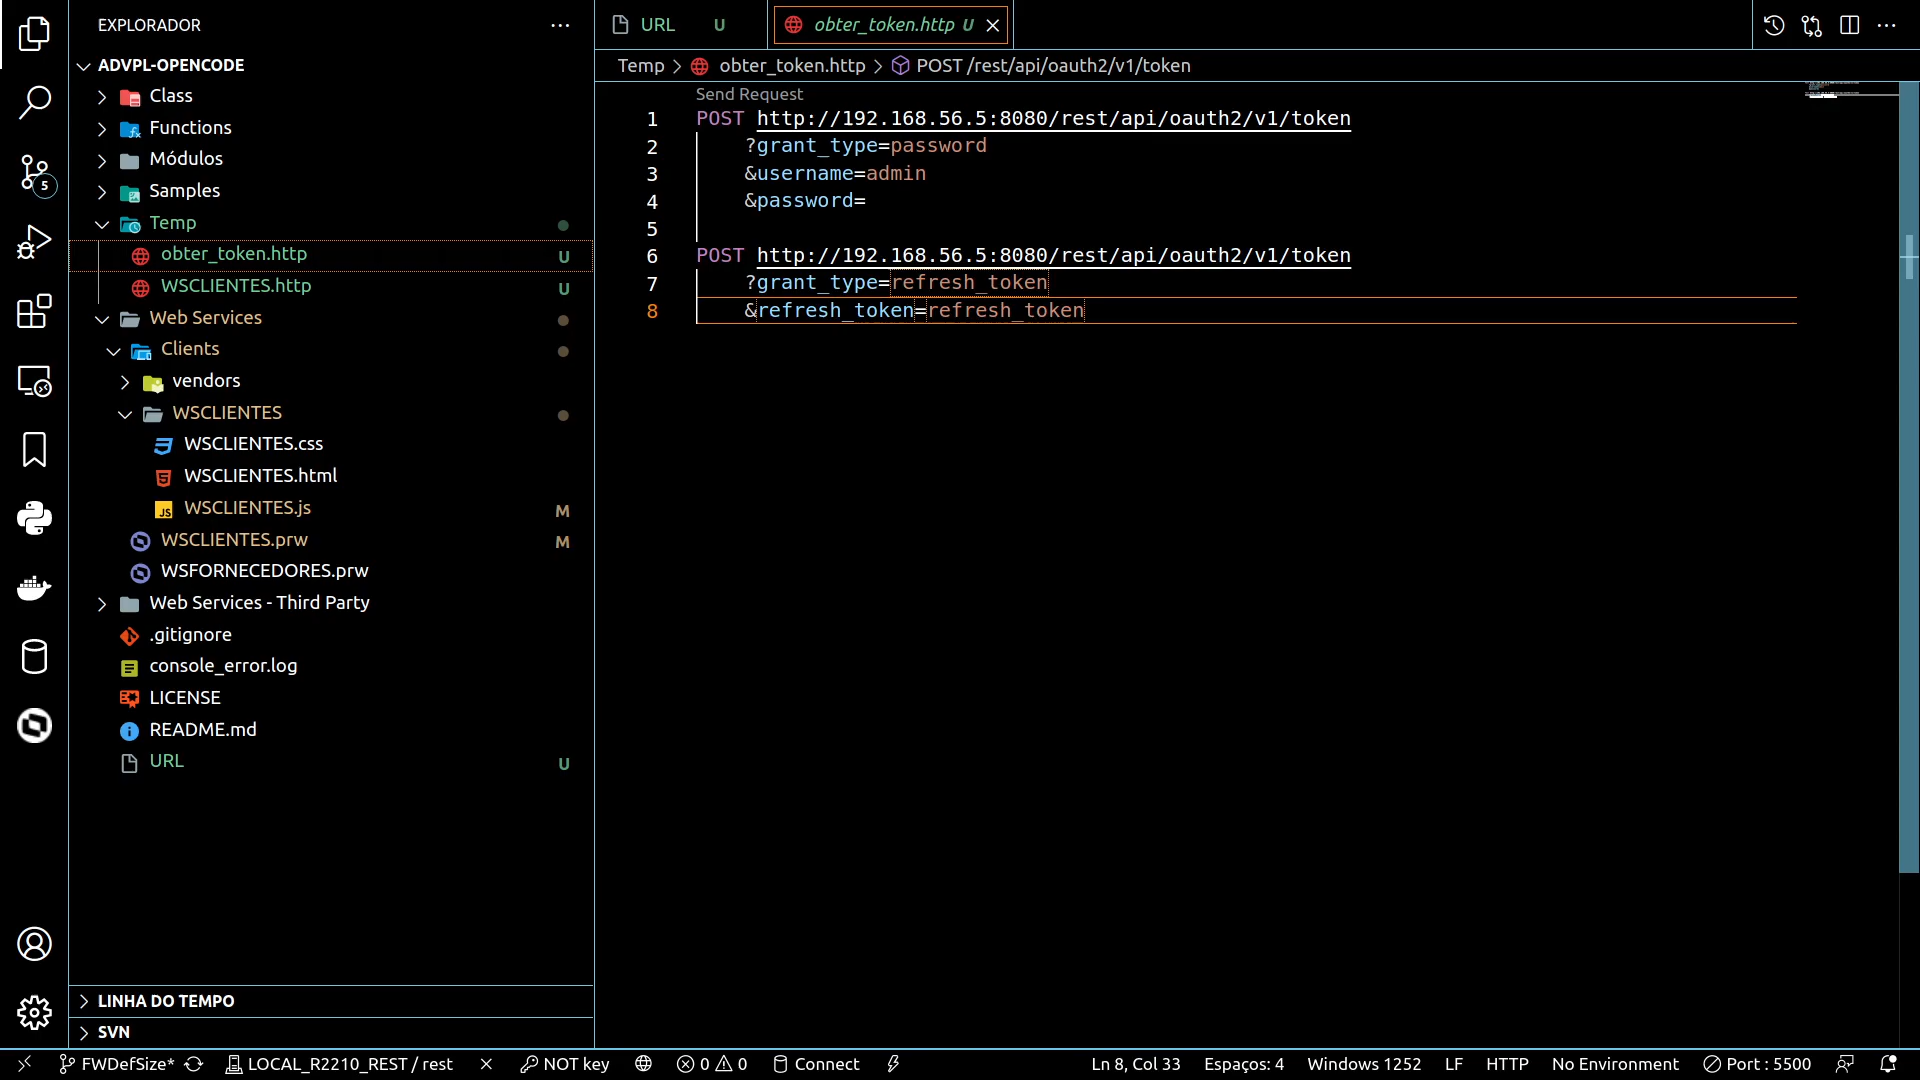 EXPLORADOR
ADVPL-OPENCODE
Class
Functions
Módulos
Samples
Temp
obter_token.http U
WSCLIENTES.http U
Web Services
Clients
vendors
WSCLIENTES
WSCLIENTES.css
WSCLIENTES.html
WSCLIENTES.js M
WSCLIENTES.prw M
WSFORNECEDORES.prw
Web Services - Third Party
.gitignore
console_error.log
LICENSE
README.md
URL U
LINHA DO TEMPO
SVN
5
URL U
obter_token.http U
Temp > obter_token.http > POST /rest/api/oauth2/v1/token
Send Request
1 POST http://192.168.56.5:8080/rest/api/oauth2/v1/token
2 ?grant_type=password
3 &username=admin
4 &password=
5
6 POST http://192.168.56.5:8080/rest/api/oauth2/v1/token
7 ?grant_type=refresh_token
8 &refresh_token=refresh_token
FWDefSize* LOCAL_R2210_REST / rest NOT key 0 0 Connect Ln 8, Col 33 Espaços: 4 Windows 1252 LF HTTP No Environment Port : 5500